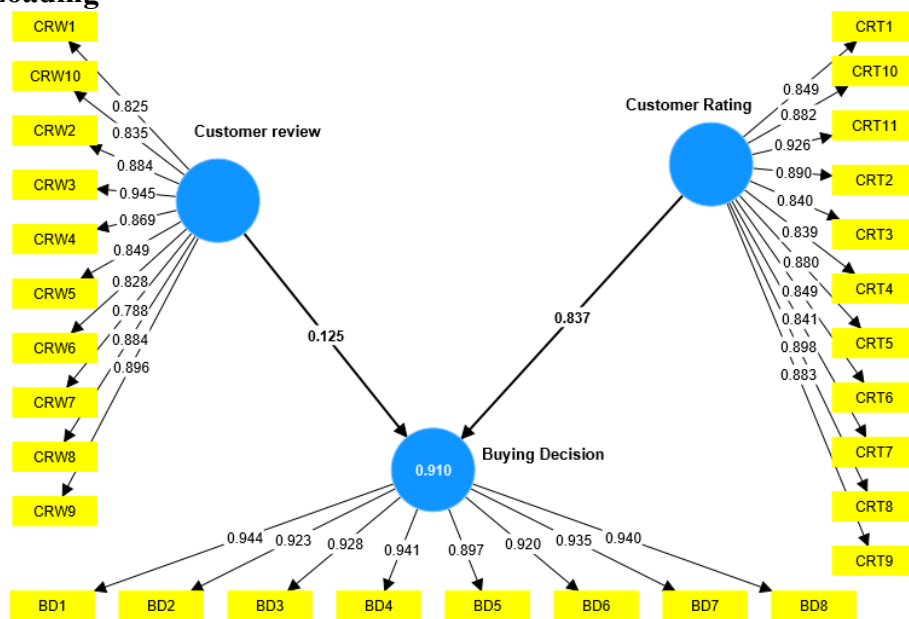 CRW1
CRW10
CRW2
CRW3
CRW4
CRW5
CRW6
CRW7
CRW8
CRW9
0.825
0.835
0.884
0.945
0.869
0.849
0.828
0.788
0.884
0.896
Customer review
Customer Rating
CRT1
CRT10
CRT11
CRT2
CRT3
CRT4
CRT5
CRT6
CRT7
CRT8
CRT9
0.849
0.882
0.926
0.890
0.840
0.839
0.880
0.849
0.841
0.898
0.883
0.125
0.837
Buying Decision
0.910
0.944
0.923
0.928
0.941
0.897
0.920
0.935
0.940
BD1
BD2
BD3
BD4
BD5
BD6
BD7
BD8